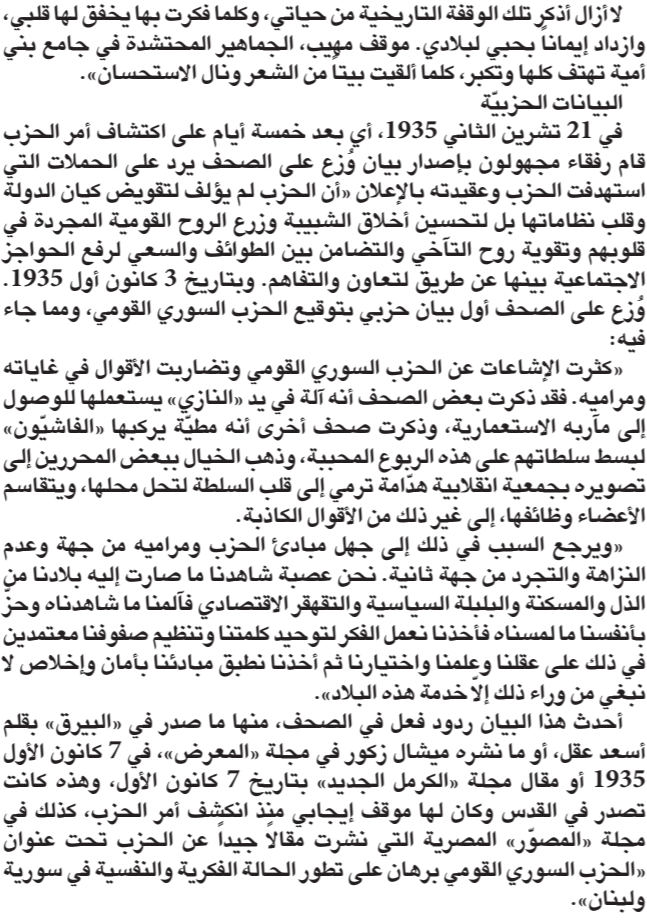 لا أزال أذكر تلك الوقفة التاريخية من حياتي، وكلما فكرت بها يخفق لها قلبي،
وازداد إيماناً بحبي لبلادي. موقف مهيب، الجماهير المحتشدة في جامع بني
أمية تهتف كلها وتكبر، كلما ألقيت بيتاً من الشعر ونال الاستحسان».
البيانات الحزبيّة
في 21 تشرين الثاني 1935، أي بعد خمسة أيام على اكتشاف أمر الحزب
قام رفقاء مجهولون بإصدار بيان وُزع على الصحف يرد على الحملات التي
استهدفت الحزب وعقيدته بالإعلان «أن الحزب لم يؤلف لتقويض كيان الدولة
وقلب نظاماتها بل لتحسين أخلاق الشبيبة وزرع الروح القومية المجردة في
قلوبهم وتقوية روح التآخي والتضامن بين الطوائف والسعي لرفع الحواجز
الاجتماعية بينها عن طريق لتعاون والتفاهم. وبتاريخ 3 كانون أول 1935.
وُزع على الصحف أول بيان حزبي بتوقيع الحزب السوري القومي، ومما جاء
فيه:
«كثرت الإشاعات عن الحزب السوري القومي وتضاربت الأقوال في غاياته
ومراميه. فقد ذكرت بعض الصحف أنه آلة في يد «النازي» يستعملها للوصول
إلى مآربه الاستعمارية، وذكرت صحف أخرى أنه مطيّة يركبها «الفاشيّون»
لبسط سلطاتهم على هذه الربوع المحببة، وذهب الخيال ببعض المحررين إلى
تصويره بجمعية انقلابية هدّامة ترمي إلى قلب السلطة لتحل محلها، ويتقاسم
الأعضاء وظائفها، إلى غير ذلك من الأقوال الكاذبة.
«ويرجع السبب في ذلك إلى جهل مبادئ الحزب ومراميه من جهة وعدم
النزاهة والتجرد من جهة ثانية. نحن عصبة شاهدنا ما صارت إليه بلادنا من
الذل والمسكنة والبلبلة السياسية والتقهقر الاقتصادي فآلمنا ما شاهدناه وحزّ
بأنفسنا ما لمسناه فأخذنا نعمل الفكر لتوحيد كلمتنا وتنظيم صفوفنا معتمدين
في ذلك على عقلنا وعلمنا واختيارنا ثم أخذنا نطبق مبادئنا بأمان وإخلاص لا
نبغي من وراء ذلك إلاّ خدمة هذه البلاد».
أحدث هذا البيان ردود فعل في الصحف، منها ما صدر في «البيرق» بقلم
أسعد عقل، أو ما نشره ميشال زكور في مجلة «المعرض»، في 7 كانون الأول
1935 أو مقال مجلة «الكرمل الجديد» بتاريخ 7 كانون الأول، وهذه كانت
تصدر في القدس وكان لها موقف إيجابي منذ انكشف أمر الحزب، كذلك في
مجلة «المصوّر» المصرية التي نشرت مقالاً جيداً عن الحزب تحت عنوان
«الحزب السوري القومي برهان على تطور الحالة الفكرية والنفسية في سورية
ولبنان».